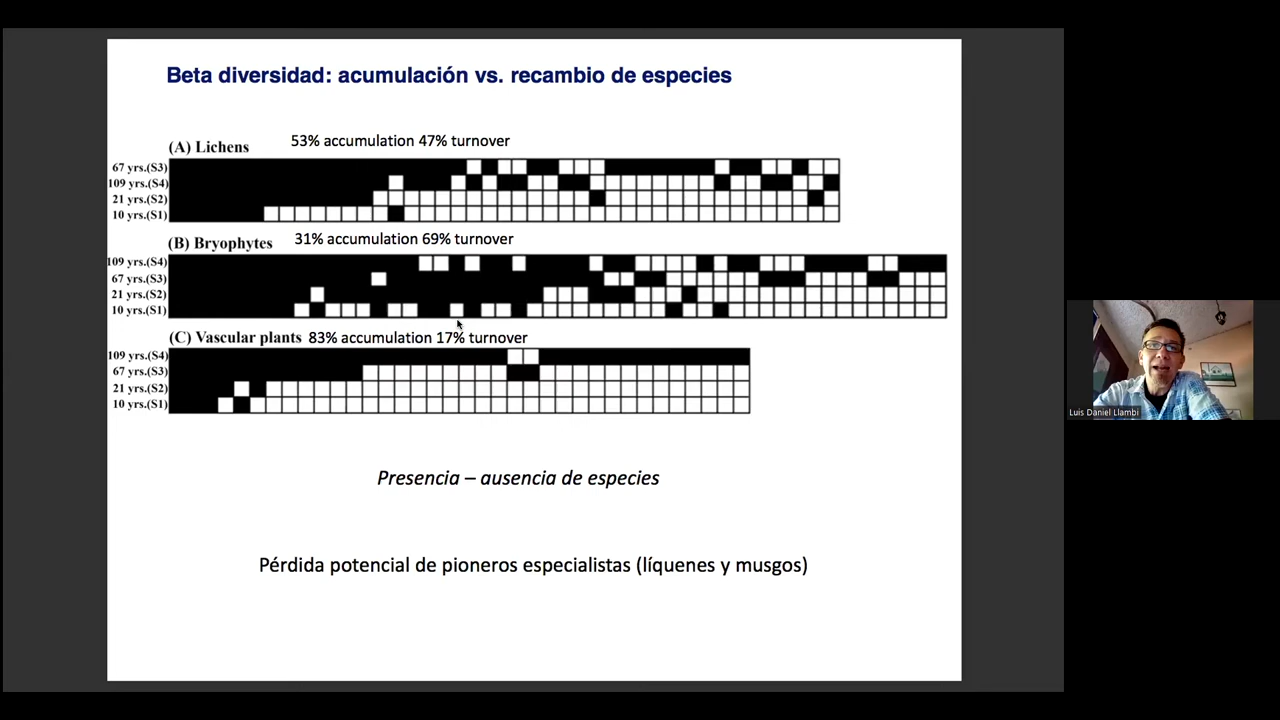 Beta diversidad: acumulación vs. recambio de especies
(A) Lichens 53% accumulation 47% turnover
67 yrs.(S3)
109 yrs.(S4)
21 yrs.(S2)
10 yrs.(S1)
(B) Bryophytes 31% accumulation 69% turnover
109 yrs.(S4)
67 yrs.(S3)
21 yrs.(S2)
10 yrs.(S1)
(C) Vascular plants 83% accumulation 17% turnover
109 yrs.(S4)
67 yrs.(S3)
21 yrs.(S2)
10 yrs.(S1)
Presencia – ausencia de especies
Pérdida potencial de pioneros especialistas (líquenes y musgos)
Luis Daniel Llambi